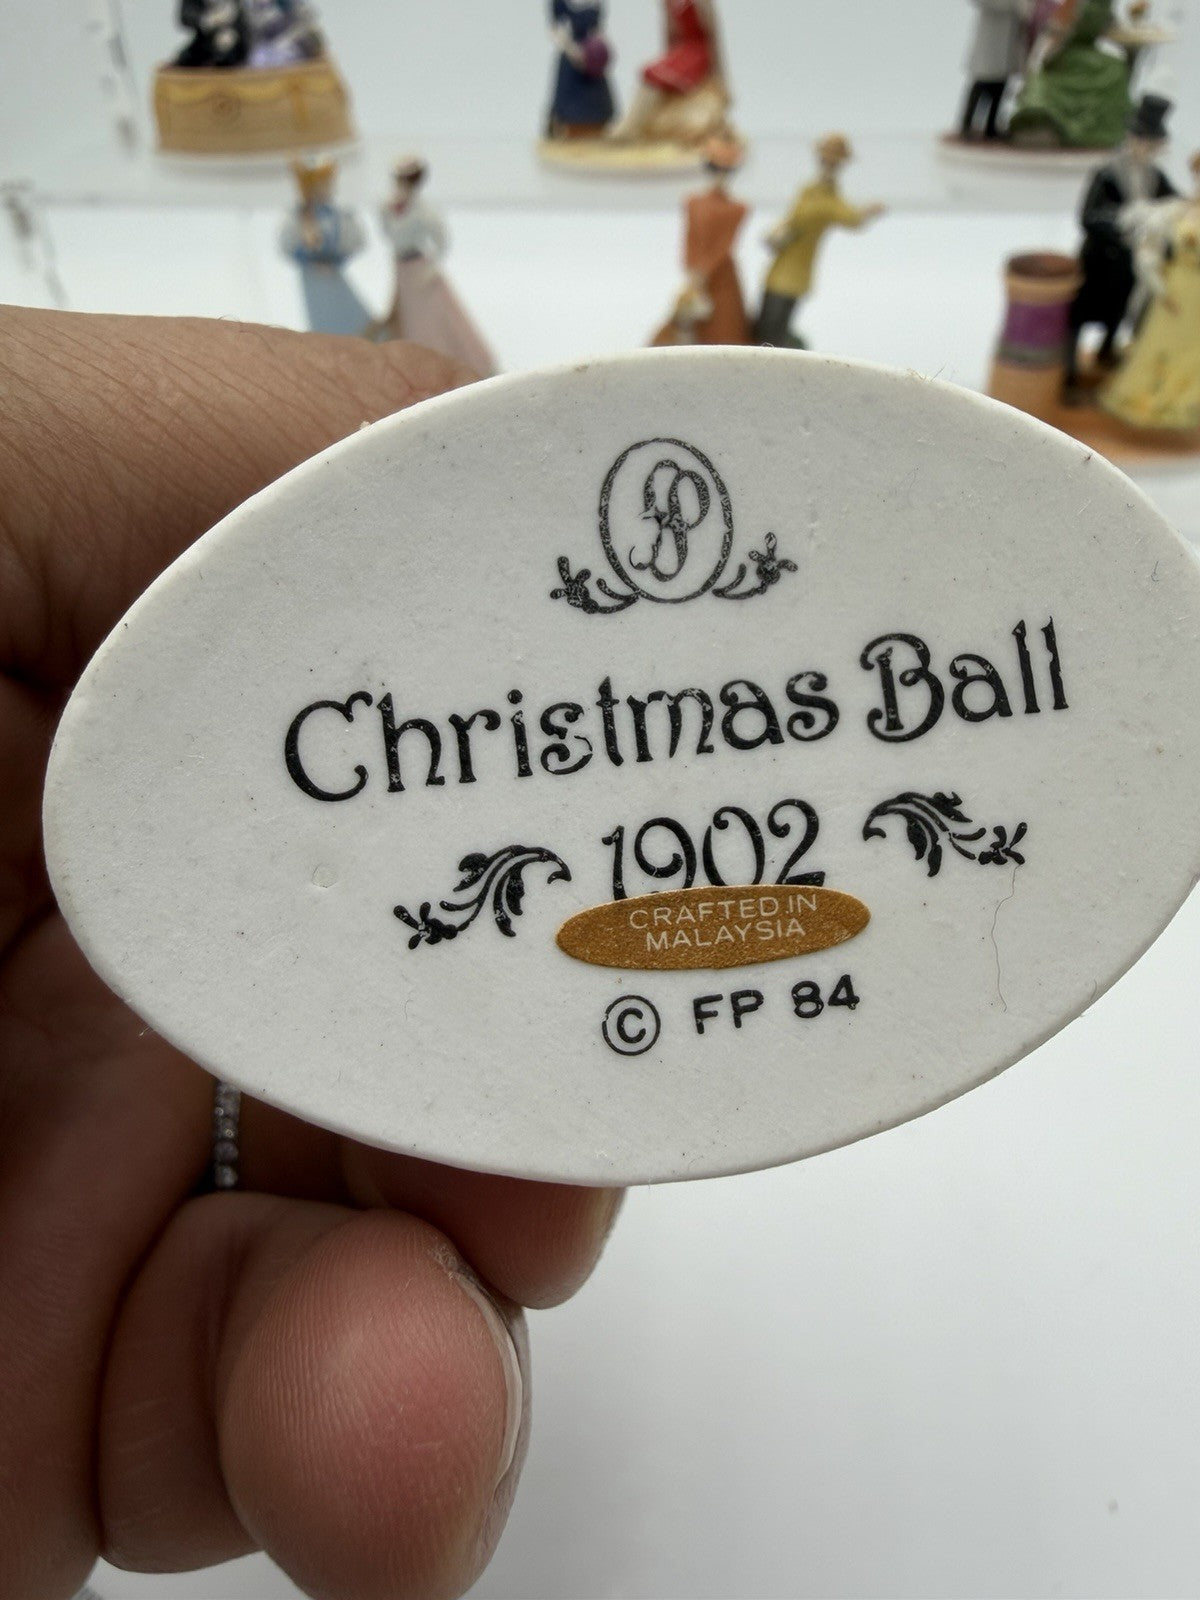 Christmas Ball
1902
CRAFTED IN
MALAYSIA
© FP 84